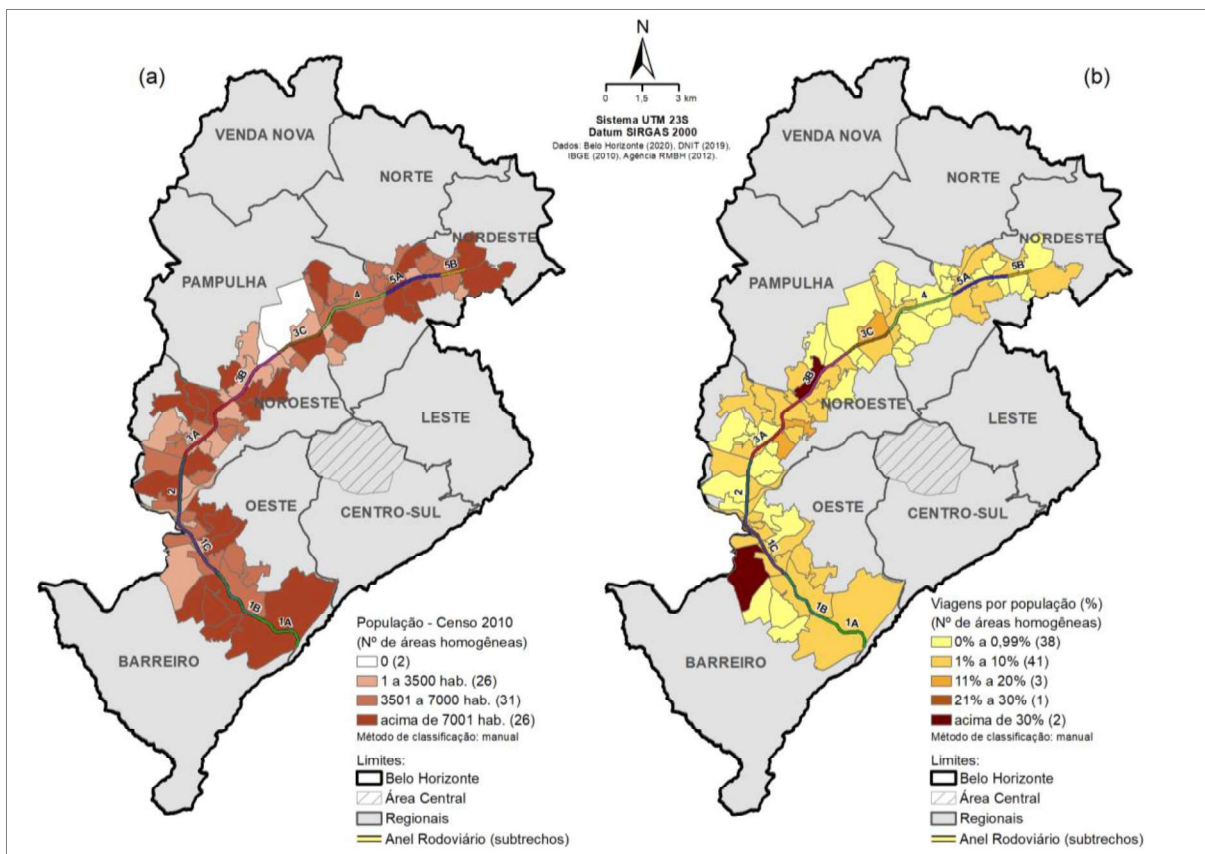 (a)
N
(b)
0 1,5 3 km
Sistema UTM 23S
Datum SIRGAS 2000
Dados: Belo Horizonte (2020), DNIT (2019),
IBGE (2010), Agência RMBH (2012).
VENDA NOVA
NORTE
NORDESTE
PAMPULHA
5A
5B
4
3C
3B
NOROESTE
LESTE
3A
2
OESTE
CENTRO-SUL
1C
1B
1A
BARREIRO
População - Censo 2010
(Nº de áreas homogêneas)
0 (2)
1 a 3500 hab. (26)
3501 a 7000 hab. (31)
acima de 7001 hab. (26)
Método de classificação: manual
Limites:
Belo Horizonte
Área Central
Regionais
Anel Rodoviário (subtrechos)
VENDA NOVA
NORTE
NORDESTE
PAMPULHA
5A
5B
4
3C
3B
NOROESTE
LESTE
3A
2
OESTE
CENTRO-SUL
1C
1B
1A
BARREIRO
Viagens por população (%)
(Nº de áreas homogêneas)
0% a 0,99% (38)
1% a 10% (41)
11% a 20% (3)
21% a 30% (1)
acima de 30% (2)
Método de classificação: manual
Limites:
Belo Horizonte
Área Central
Regionais
Anel Rodoviário (subtrechos)